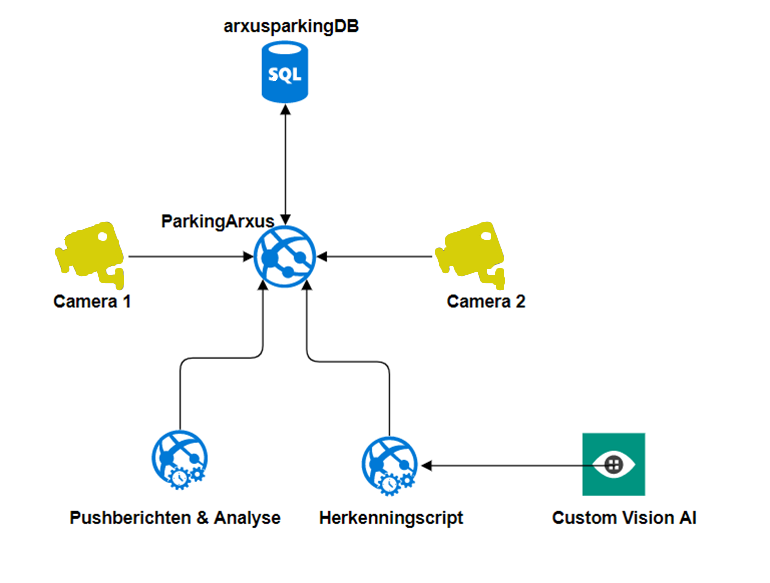 arxusparkingDB
SQL
ParkingArxus
Camera 1
Camera 2
Pushberichten & Analyse
Herkenningscript
Custom Vision AI